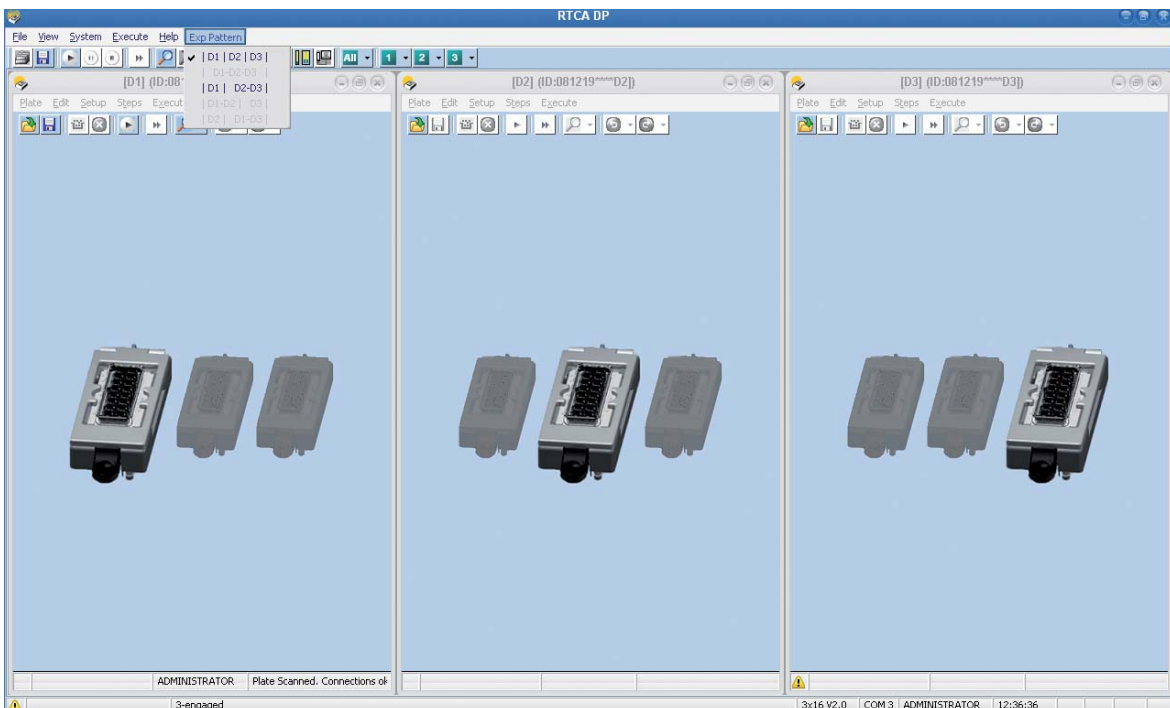 RTCA DP
File View System Execute Help Exp Pattern
All 1 2 3
| D1 | D2 | D3 |
| D1-D2-D3 |
| D1 | D2-D3 |
| D1-D2 | D3 |
| D2 | D1-D3 |
[D1] (ID:08
Plate Edit Setup Steps Execut
[D2] (ID:081219****D2])
Plate Edit Setup Steps Execute
[D3] (ID:081219****D3])
Plate Edit Setup Steps Execute
ADMINISTRATOR Plate Scanned. Connections ok
3-engaged 3x16 V2.0 COM 3 ADMINISTRATOR 12:36:36